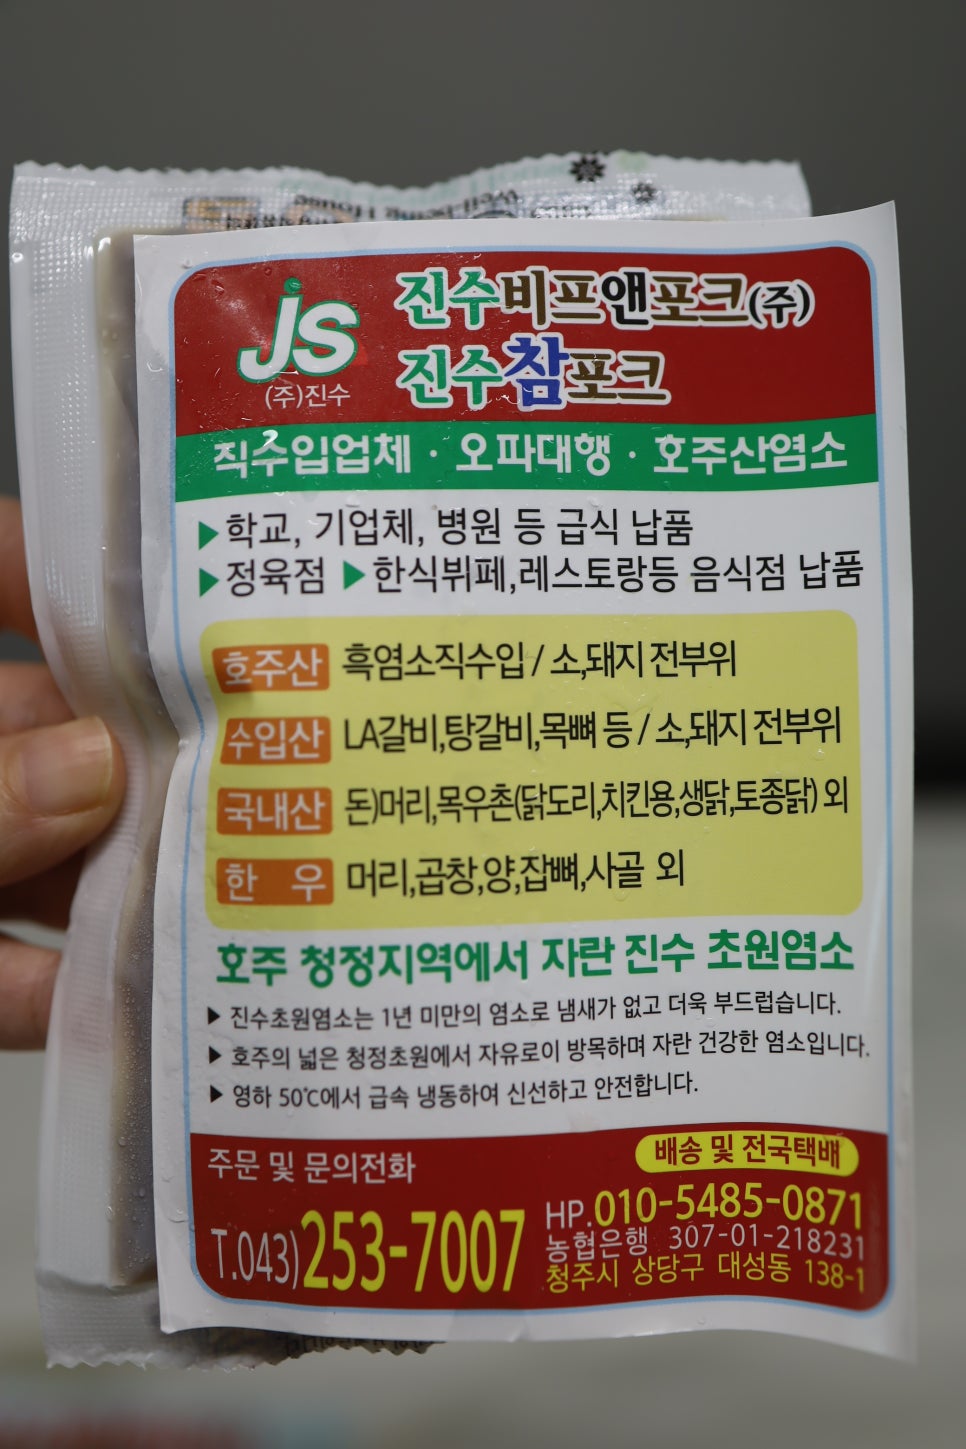 Well-being House
js
(주)진수
진수비프앤포크(주)
진수참포크
직수입업체 · 오파대행 · 호주산염소
▶학교, 기업체, 병원 등 급식 납품
▶정육점 ▶한식뷔페,레스토랑등 음식점 납품
호주산 흑염소직수입 / 소,돼지 전부위
수입산 LA갈비,탕갈비,목뼈 등 / 소,돼지 전부위
국내산 돈)머리,목우촌(닭도리,치킨용,생닭,토종닭) 외
한 우 머리,곱창,양,잡뼈,사골 외
호주 청정지역에서 자란 진수 초원염소
▶ 진수초원염소는 1년 미만의 염소로 냄새가 없고 더욱 부드럽습니다.
▶ 호주의 넓은 청정초원에서 자유로이 방목하며 자란 건강한 염소입니다.
▶ 영하 50℃에서 급속 냉동하여 신선하고 안전합니다.
주문 및 문의전화
T.043)253-7007
배송 및 전국택배
HP.010-5485-0871
농협은행 307-01-218231
청주시 상당구 대성동 138-1